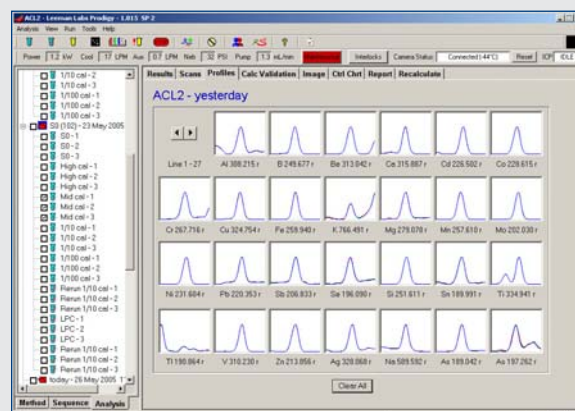 ACL2 - Leeman Labs Prodigy - 1.015 SP 2
Analysis View Run Tools Help
Power 1.2 kW Cool 17 LPM Aux 0.7 LPM Neb 32 PSI Pump 1.3 mL/min Interlocks Camera Status Connected (-44°C) Reset ICP IDLE
Results Scans Profiles Calc Validation Image Ctrl Chrt Report Recalculate
1/10 cal - 2
1/10 cal - 3
1/100 cal - 1
1/100 cal - 2
1/100 cal - 3
S0 (102) - 23 May 2005
S0 - 1
S0 - 2
S0 - 3
High cal - 1
High cal - 2
High cal - 3
Mid cal - 1
Mid cal - 2
Mid cal - 3
1/10 cal - 1
1/10 cal - 2
1/10 cal - 3
1/100 cal - 1
1/100 cal - 2
1/100 cal - 3
Rerun 1/10 cal - 1
Rerun 1/10 cal - 2
Rerun 1/10 cal - 3
LPC - 1
LPC - 2
LPC - 3
Rerun 1/10 cal - 1
Rerun 1/10 cal - 2
Rerun 1/10 cal - 3
today - 26 May 2005
Method Sequence Analysis
ACL2 - yesterday
Line 1 - 27 Al 308.215 r B 249.677 r Be 313.042 r Ca 315.887 r Cd 226.502 r Co 228.615 r
Cr 267.716 r Cu 324.754 r Fe 259.940 r K 766.491 r Mg 279.078 r Mn 257.610 r Mo 202.030 r
Ni 231.604 r Pb 220.353 r Sb 206.833 r Se 196.090 r Si 251.611 r Sn 189.991 r Ti 334.941 r
Tl 190.864 r V 310.230 r Zn 213.856 r Ag 328.068 r Na 589.592 r As 189.042 r As 197.262 r
Clear All